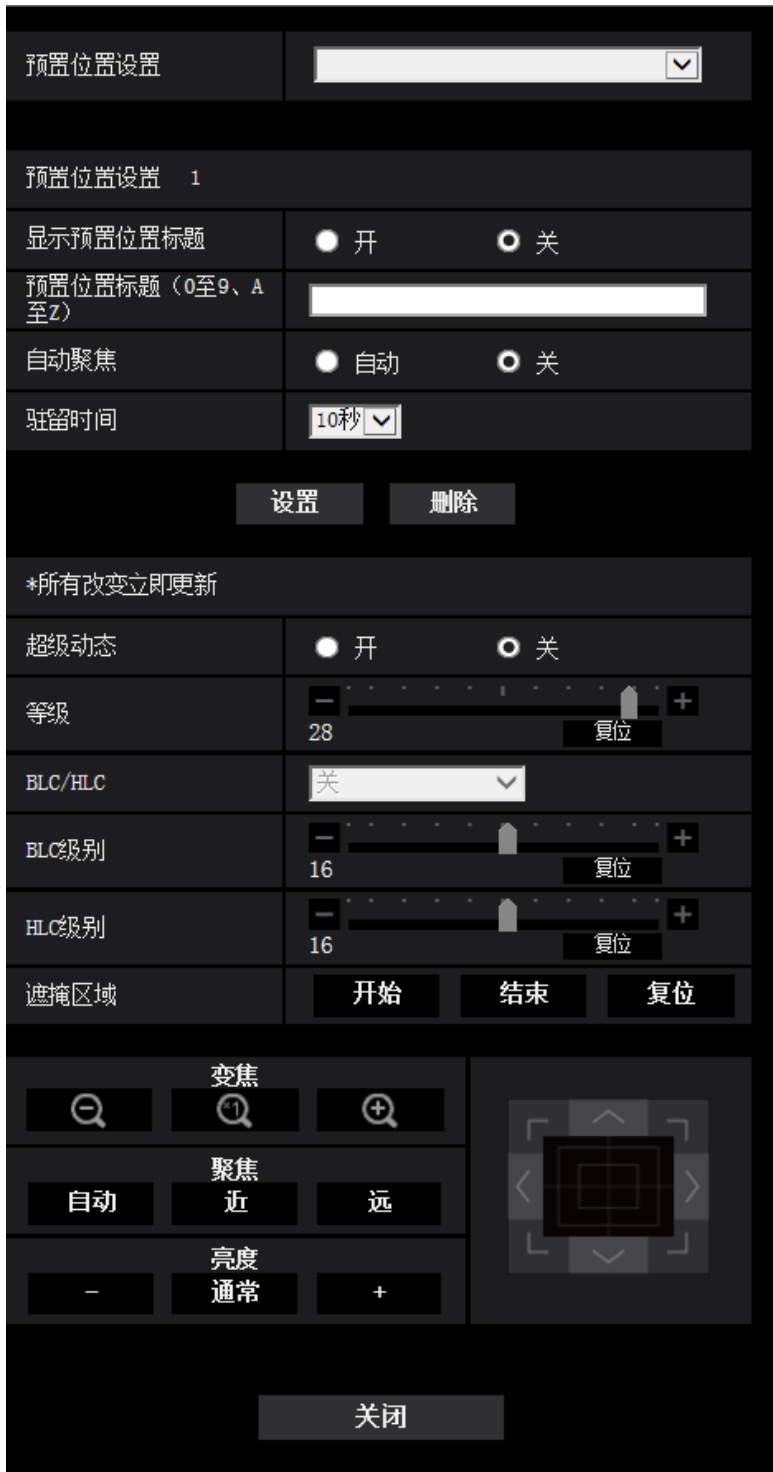 预置位置设置
预置位置设置 1
显示预置位置标题 开 关
预置位置标题（0至9、A
至Z）
自动聚焦 自动 关
驻留时间 10秒
设置 删除
*所有改变立即更新
超级动态 开 关
等级 − +
28 复位
BLC/HLC 关
BLC级别 − +
16 复位
HLC级别 − +
16 复位
遮掩区域 开始 结束 复位
变焦
×1
聚焦
自动 近 远
亮度
− 通常 +
关闭